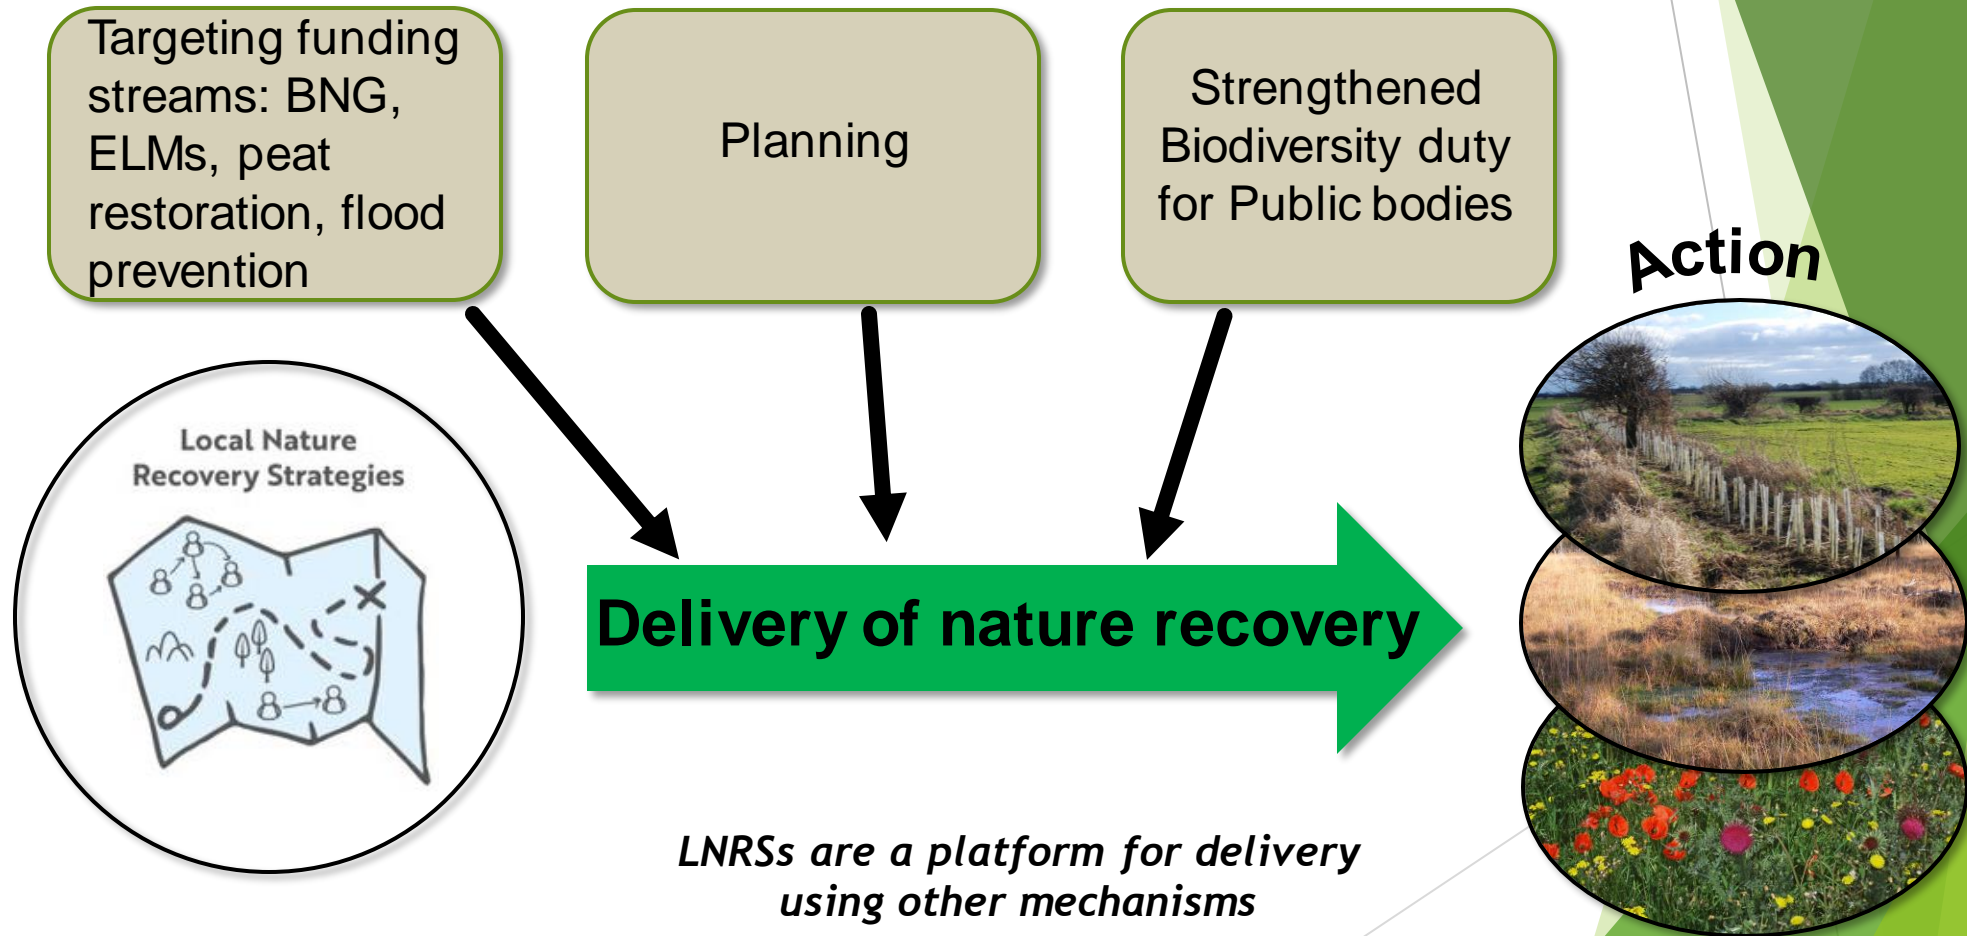 Targeting funding
streams: BNG,
ELMs, peat
restoration, flood
prevention
Planning
Strengthened
Biodiversity duty
for Public bodies
Action
Local Nature
Recovery Strategies
Delivery of nature recovery
LNRSs are a platform for delivery
using other mechanisms